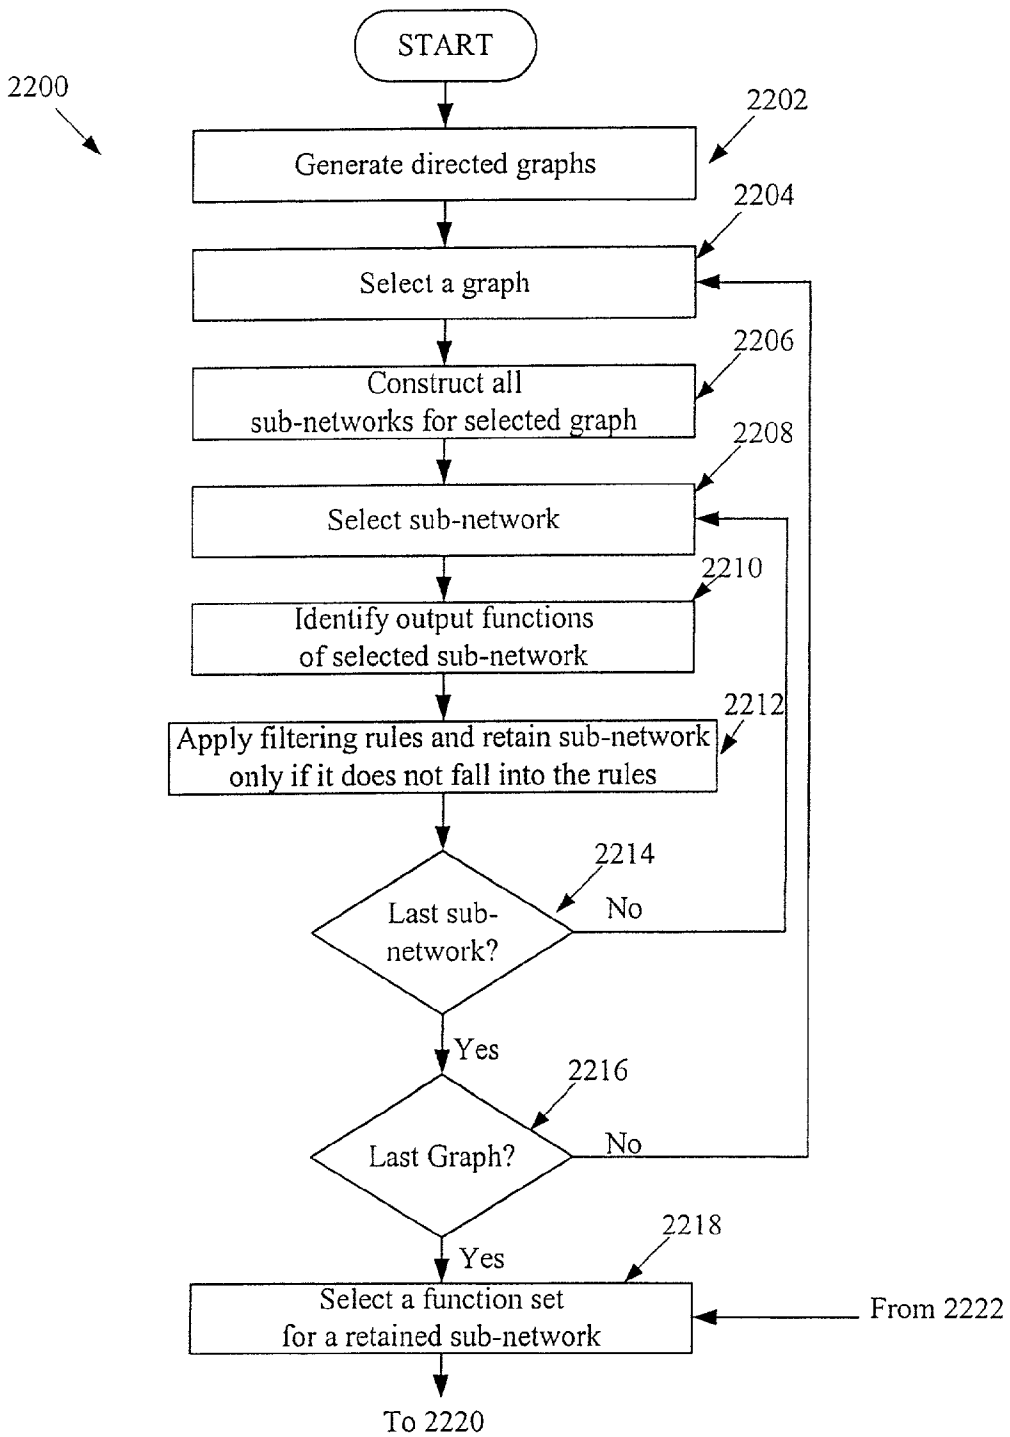 START
2200
2202
Generate directed graphs
2204
Select a graph
2206
Construct all
sub-networks for selected graph
2208
Select sub-network
2210
Identify output functions
of selected sub-network
2212
Apply filtering rules and retain sub-network
only if it does not fall into the rules
2214
Last sub-
network?
No
Yes
2216
Last Graph?
No
2218
Yes
Select a function set
for a retained sub-network
From 2222
To 2220